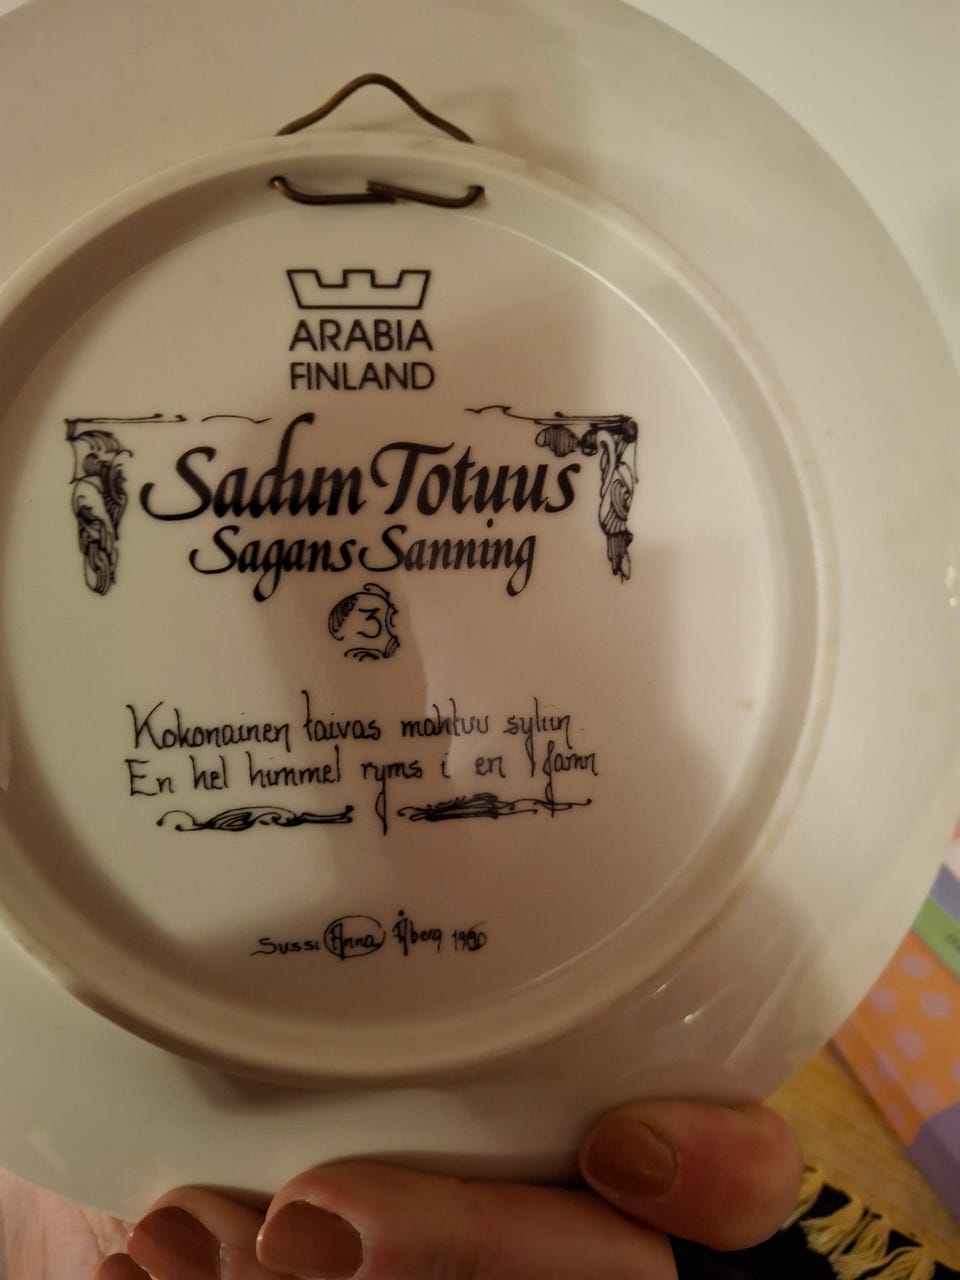 ARABIA
FINLAND
Sadun Totuus
Sagans Sanning
3
Kokonainen taivas mahtuu syliin.
En hel himmel ryms i en famn
Sussi Anna Åberg